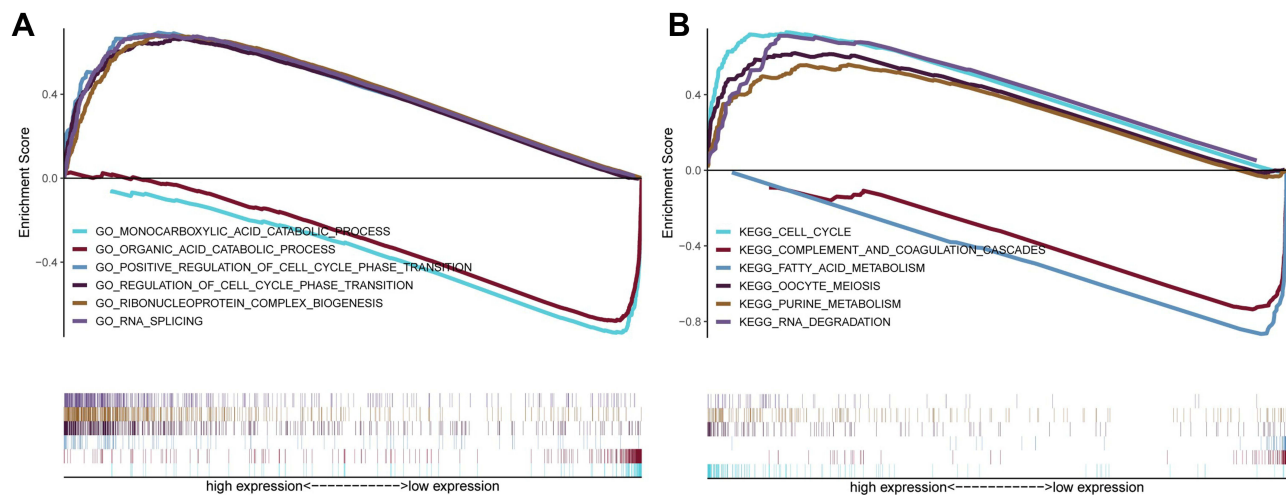 A
B
Enrichment Score
0.4
0.0
−0.4
GO_MONOCARBOXYLIC_ACID_CATABOLIC_PROCESS
GO_ORGANIC_ACID_CATABOLIC_PROCESS
GO_POSITIVE_REGULATION_OF_CELL_CYCLE_PHASE_TRANSITION
GO_REGULATION_OF_CELL_CYCLE_PHASE_TRANSITION
GO_RIBONUCLEOPROTEIN_COMPLEX_BIOGENESIS
GO_RNA_SPLICING
high expression<------------>low expression
Enrichment Score
0.4
0.0
−0.4
−0.8
KEGG_CELL_CYCLE
KEGG_COMPLEMENT_AND_COAGULATION_CASCADES
KEGG_FATTY_ACID_METABOLISM
KEGG_OOCYTE_MEIOSIS
KEGG_PURINE_METABOLISM
KEGG_RNA_DEGRADATION
high expression<------------>low expression